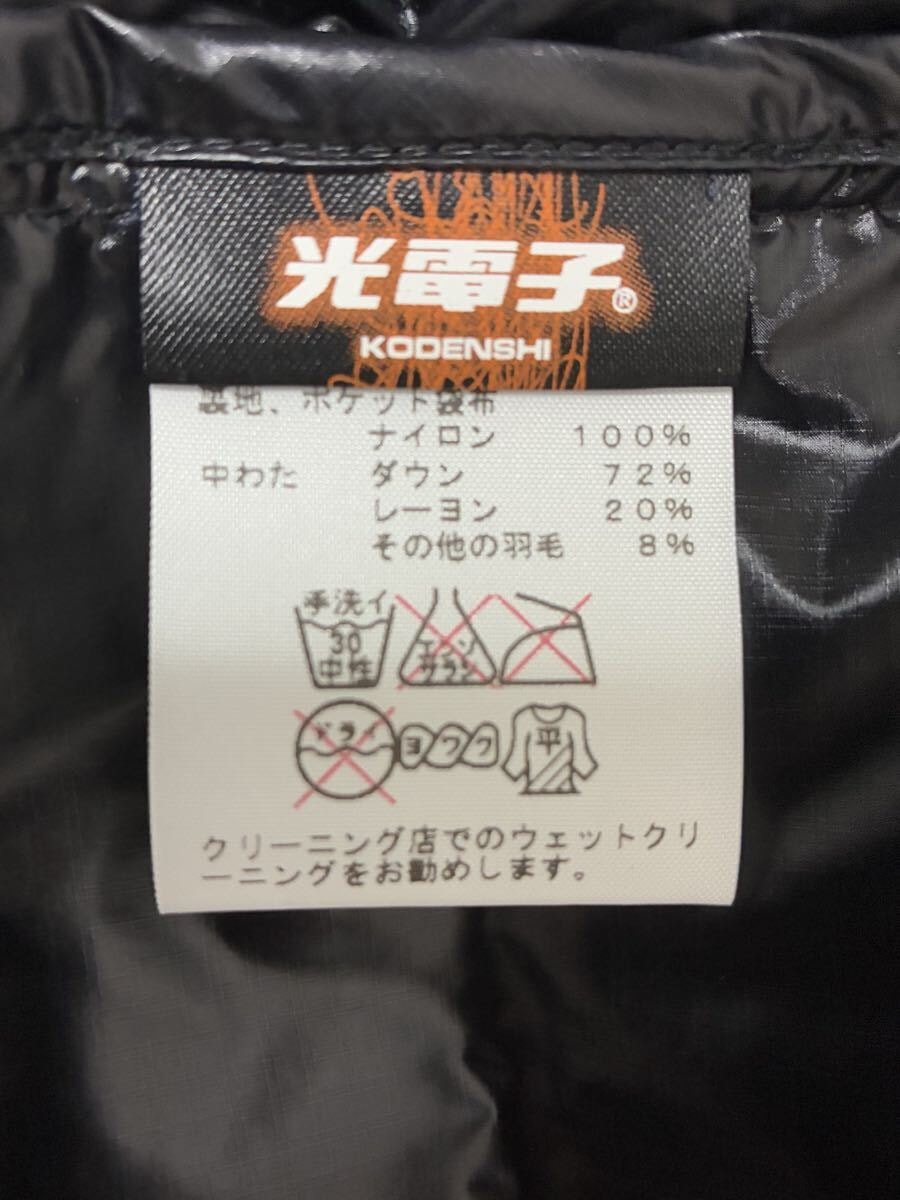 光電子®
KODENSHI
裏地、ポケット袋布
ナイロン 100%
中わた ダウン 72%
レーヨン 20%
その他の羽毛 8%
手洗イ
30
中性
エンソ
サラシ
ドライ
ヨワク
平
クリーニング店でのウェットクリ
ーニングをお勧めします。